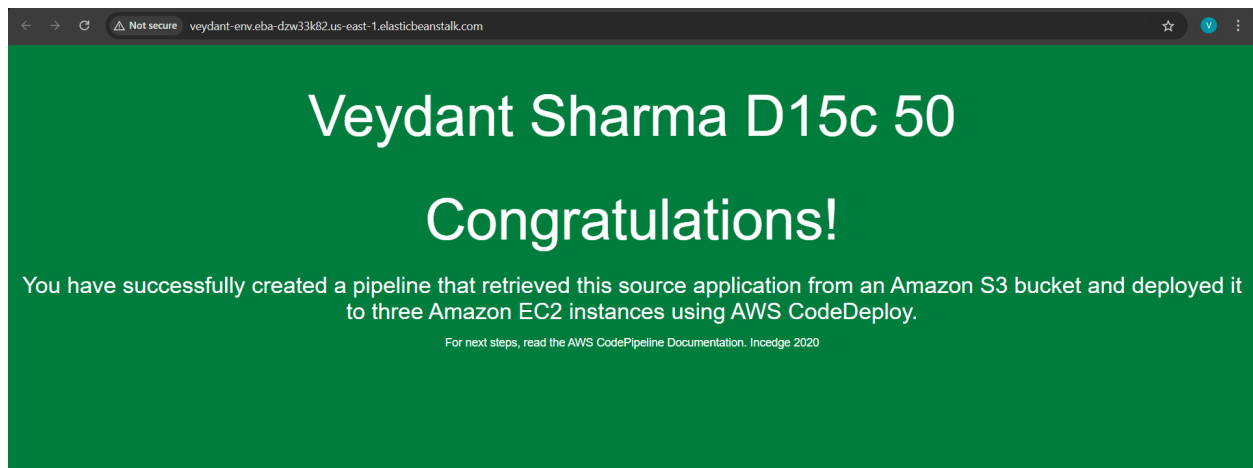 Not secure veydant-env.eba-dzw33k82.us-east-1.elasticbeanstalk.com V
Veydant Sharma D15c 50
Congratulations!
You have successfully created a pipeline that retrieved this source application from an Amazon S3 bucket and deployed it
to three Amazon EC2 instances using AWS CodeDeploy.
For next steps, read the AWS CodePipeline Documentation. Incedge 2020